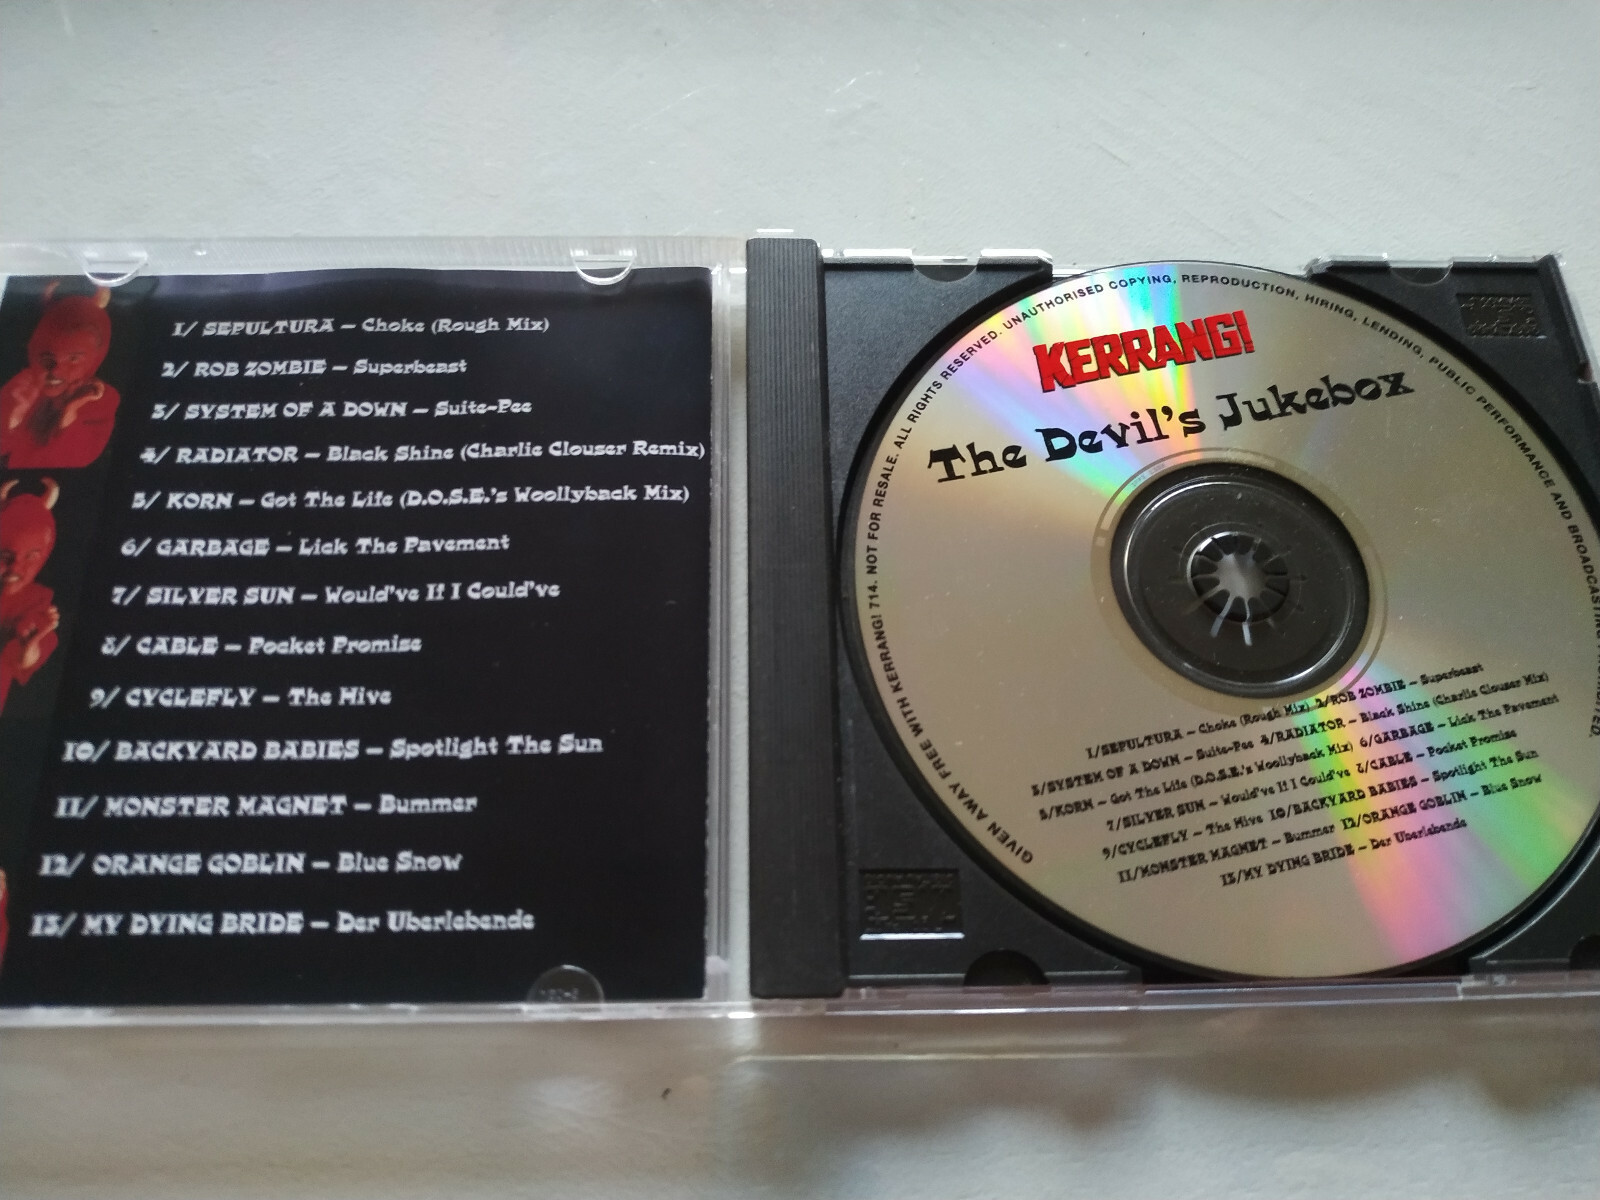 1/ SEPULTURA – Choke (Rough Mix)
2/ ROB ZOMBIE – Superbeast
3/ SYSTEM OF A DOWN – Suite-Pee
4/ RADIATOR – Black Shine (Charlie Clouser Remix)
5/ KORN – Got The Life (D.O.S.E.'s Woollyback Mix)
6/ GARBAGE – Lick The Pavement
7/ SILVER SUN – Would've If I Could've
8/ CABLE – Pocket Promise
9/ CYCLEFLY – The Hive
10/ BACKYARD BABIES – Spotlight The Sun
11/ MONSTER MAGNET – Bummer
12/ ORANGE GOBLIN – Blue Snow
13/ MY DYING BRIDE – Der Uberlebende
GIVEN AWAY FREE WITH KERRANG! 714. NOT FOR RESALE. ALL RIGHTS RESERVED. UNAUTHORISED COPYING, REPRODUCTION, HIRING, LENDING, PUBLIC PERFORMANCE AND BROADCASTING
KERRANG!
The Devil's Jukebox
1/SEPULTURA – Choke (Rough Mix) 2/ROB ZOMBIE – Superbeast
3/SYSTEM OF A DOWN – Suite-Pee 4/RADIATOR – Black Shine (Charlie Clouser Mix)
5/KORN – Got The Life (D.O.S.E.'s Woollyback Mix) 6/GARBAGE – Lick The Pavement
7/SILVER SUN – Would've If I Could've 8/CABLE – Pocket Promise
9/CYCLEFLY – The Hive 10/BACKYARD BABIES – Spotlight The Sun
11/MONSTER MAGNET – Bummer 12/ORANGE GOBLIN – Blue Snow
13/MY DYING BRIDE – Der Uberlebende